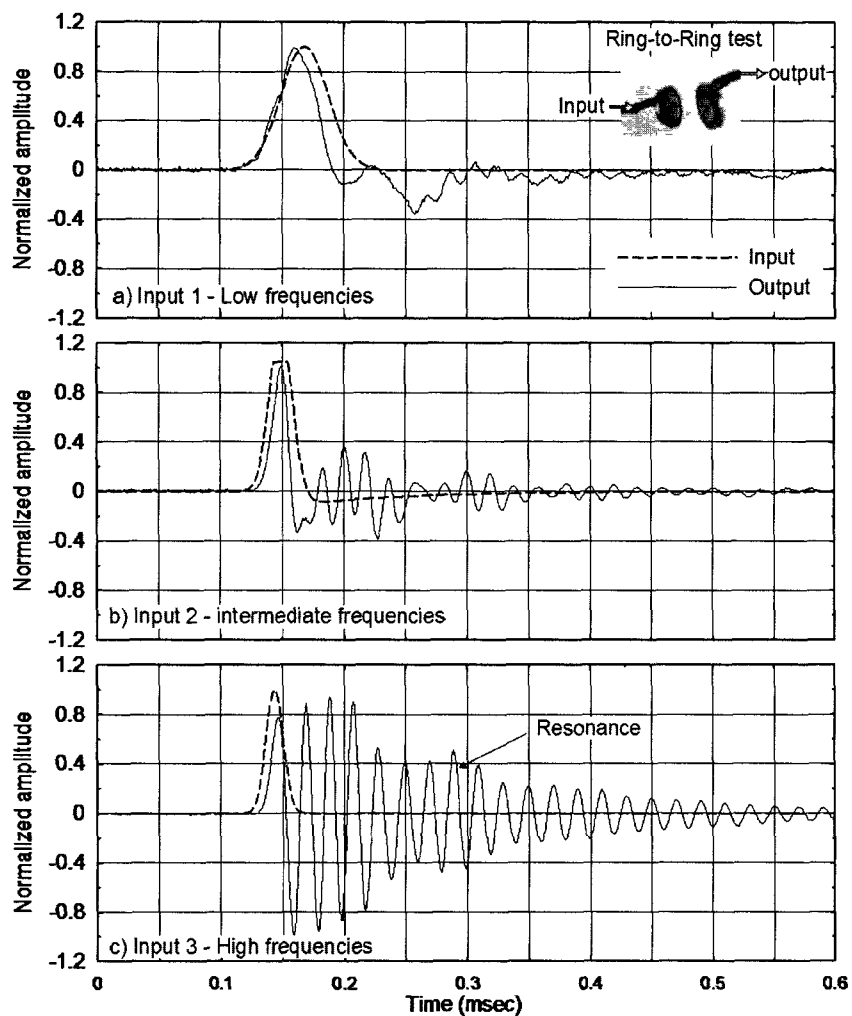 1.2
Ring-to-Ring test
output
Input
0.8
0.4
0
-0.4
-0.8
-1.2
Normalized amplitude
Input
Output
a) Input 1 - Low frequencies
1.2
0.8
0.4
0
-0.4
-0.8
-1.2
Normalized amplitude
b) Input 2 - intermediate frequencies
1.2
0.8
0.4
0
-0.4
-0.8
-1.2
Normalized amplitude
Resonance
c) Input 3 - High frequencies
0 0.1 0.2 0.3 0.4 0.5 0.6
Time (msec)